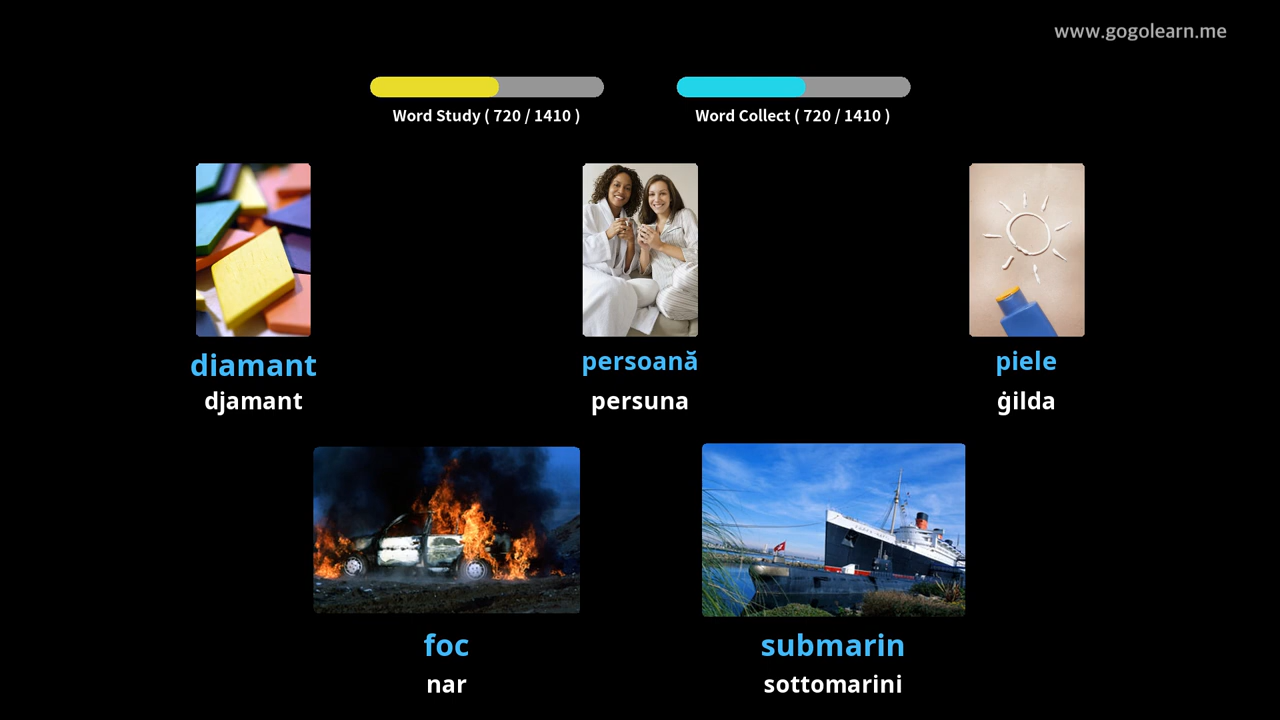 www.gogolearn.me
Word Study ( 720 / 1410 )
Word Collect ( 720 / 1410 )
diamant
djamant
persoană
persuna
piele
ġilda
foc
nar
submarin
sottomarini